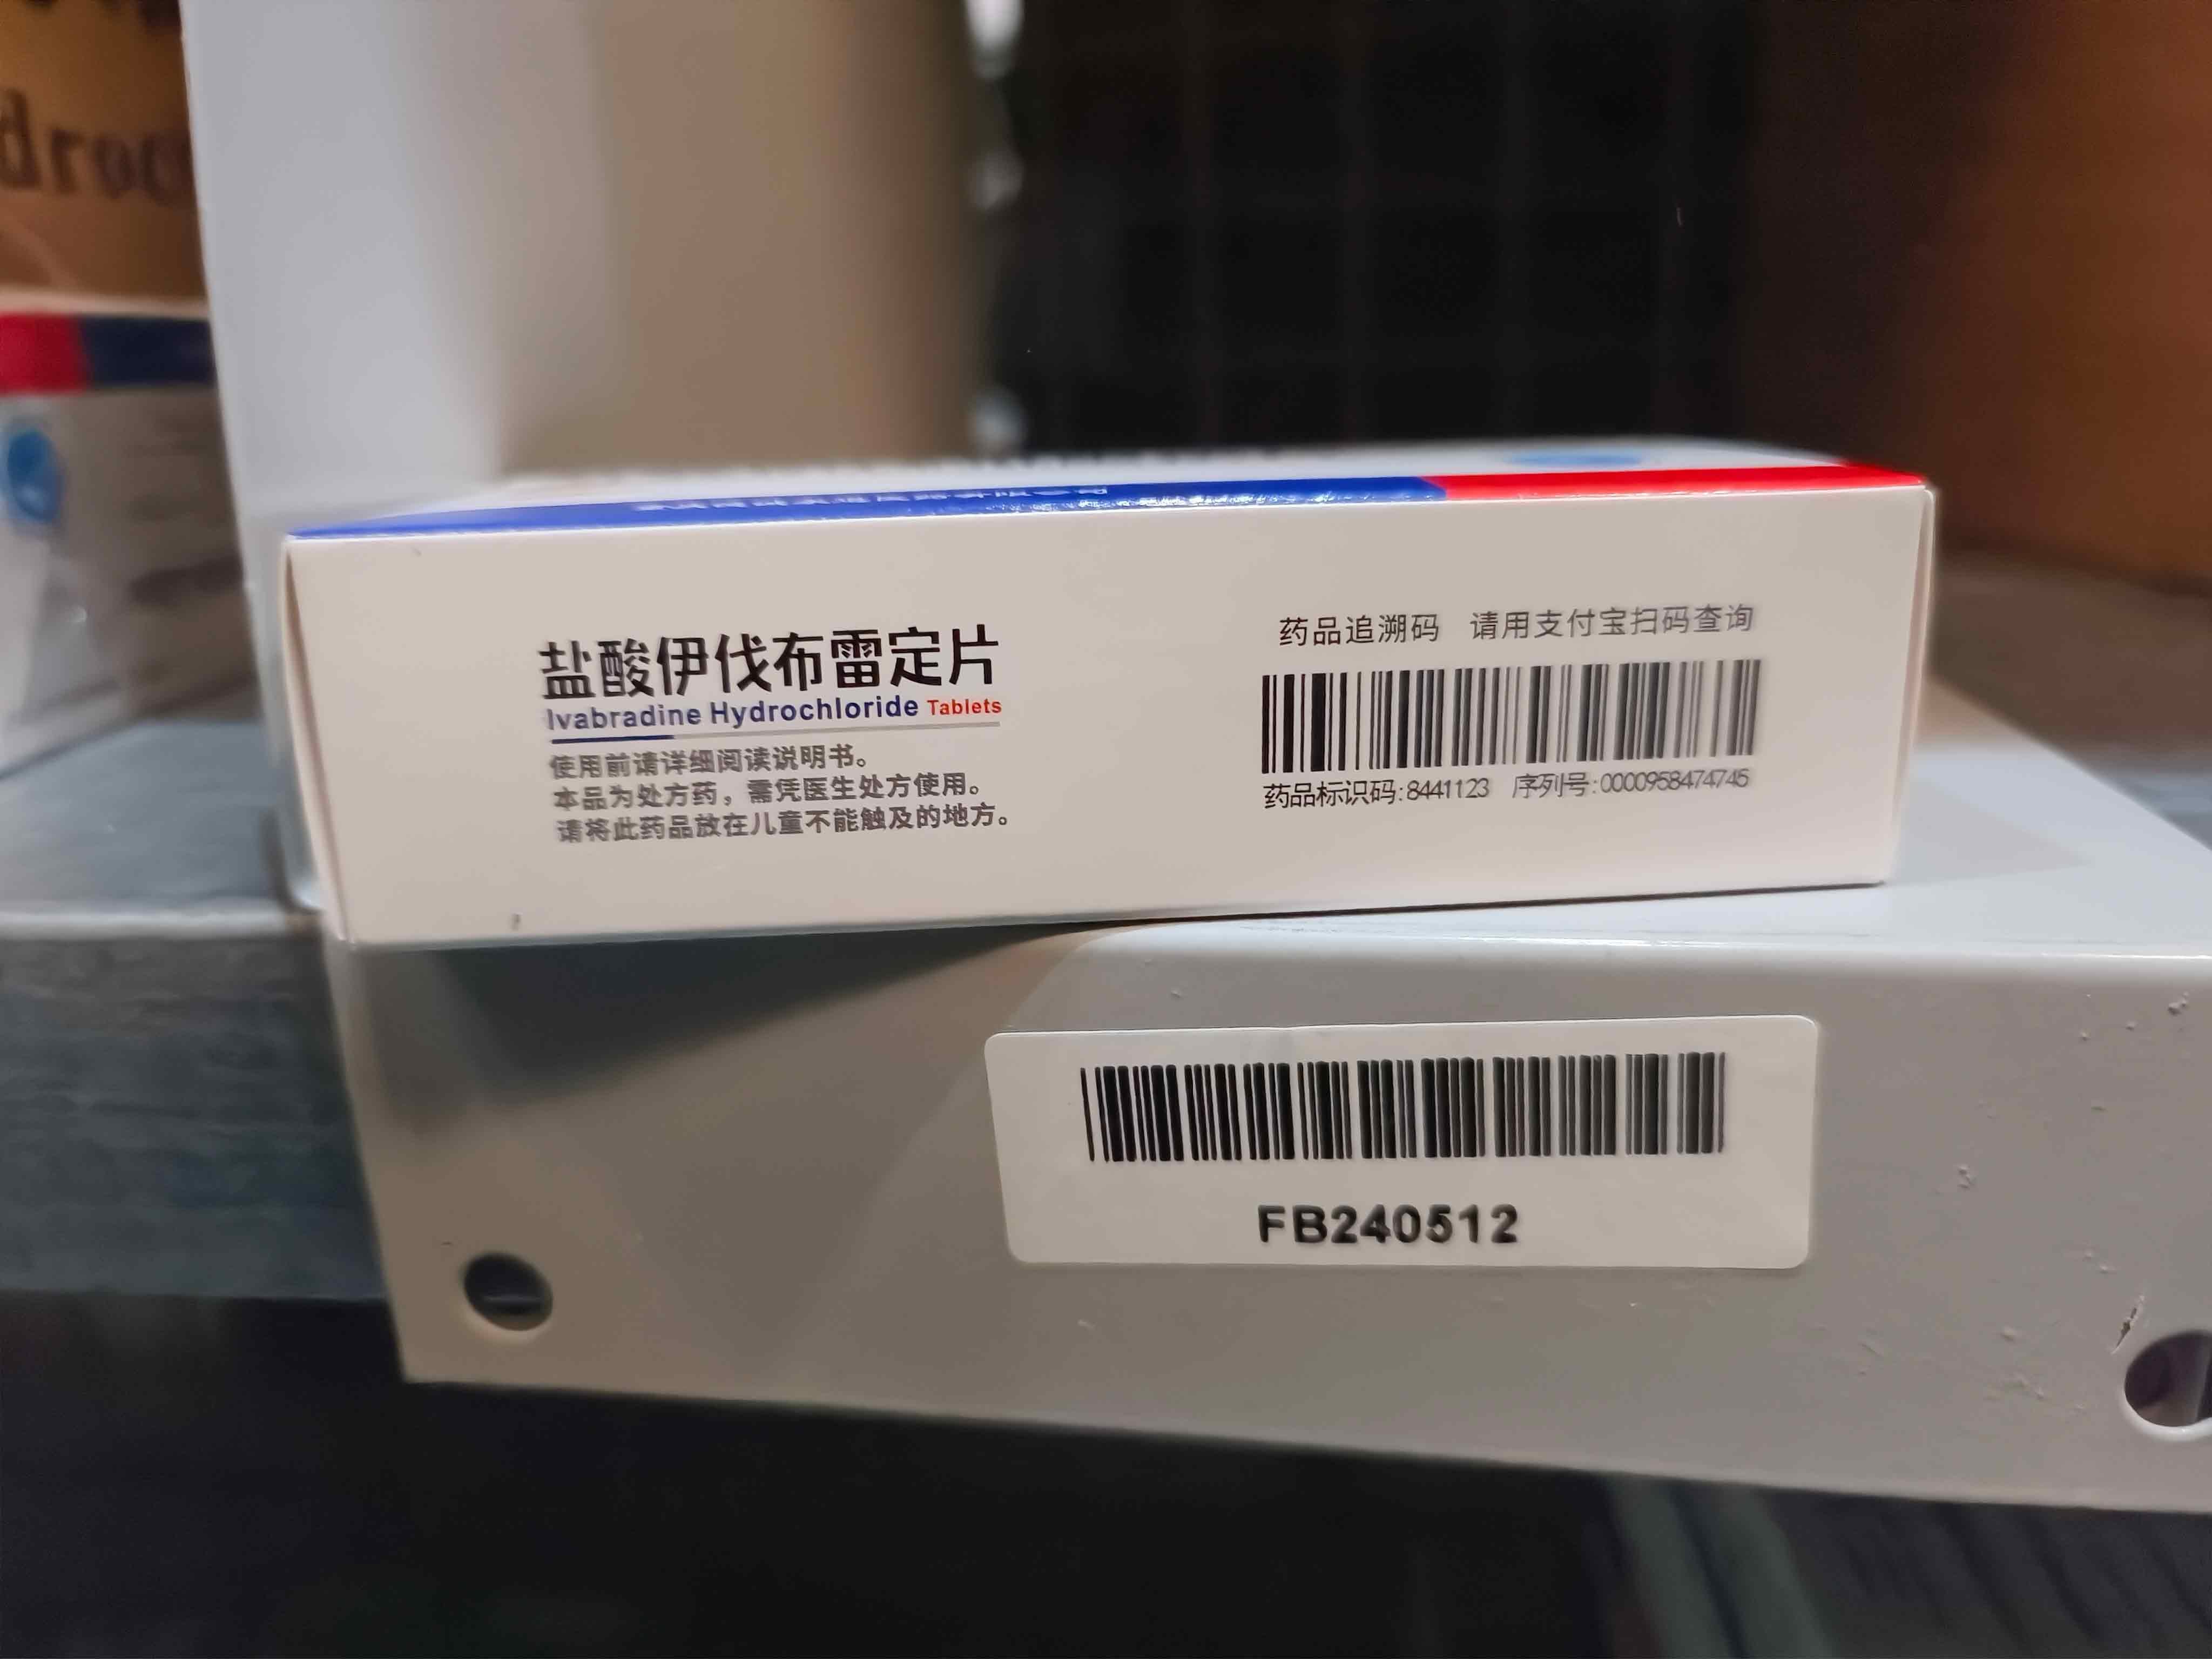 盐酸伊伐布雷定片
Ivabradine Hydrochloride Tablets
使用前请详细阅读说明书。
本品为处方药，需凭医生处方使用。
请将此药品放在儿童不能触及的地方。
药品追溯码 请用支付宝扫码查询
药品标识码:8441123 序列号:0000958474745
FB240512